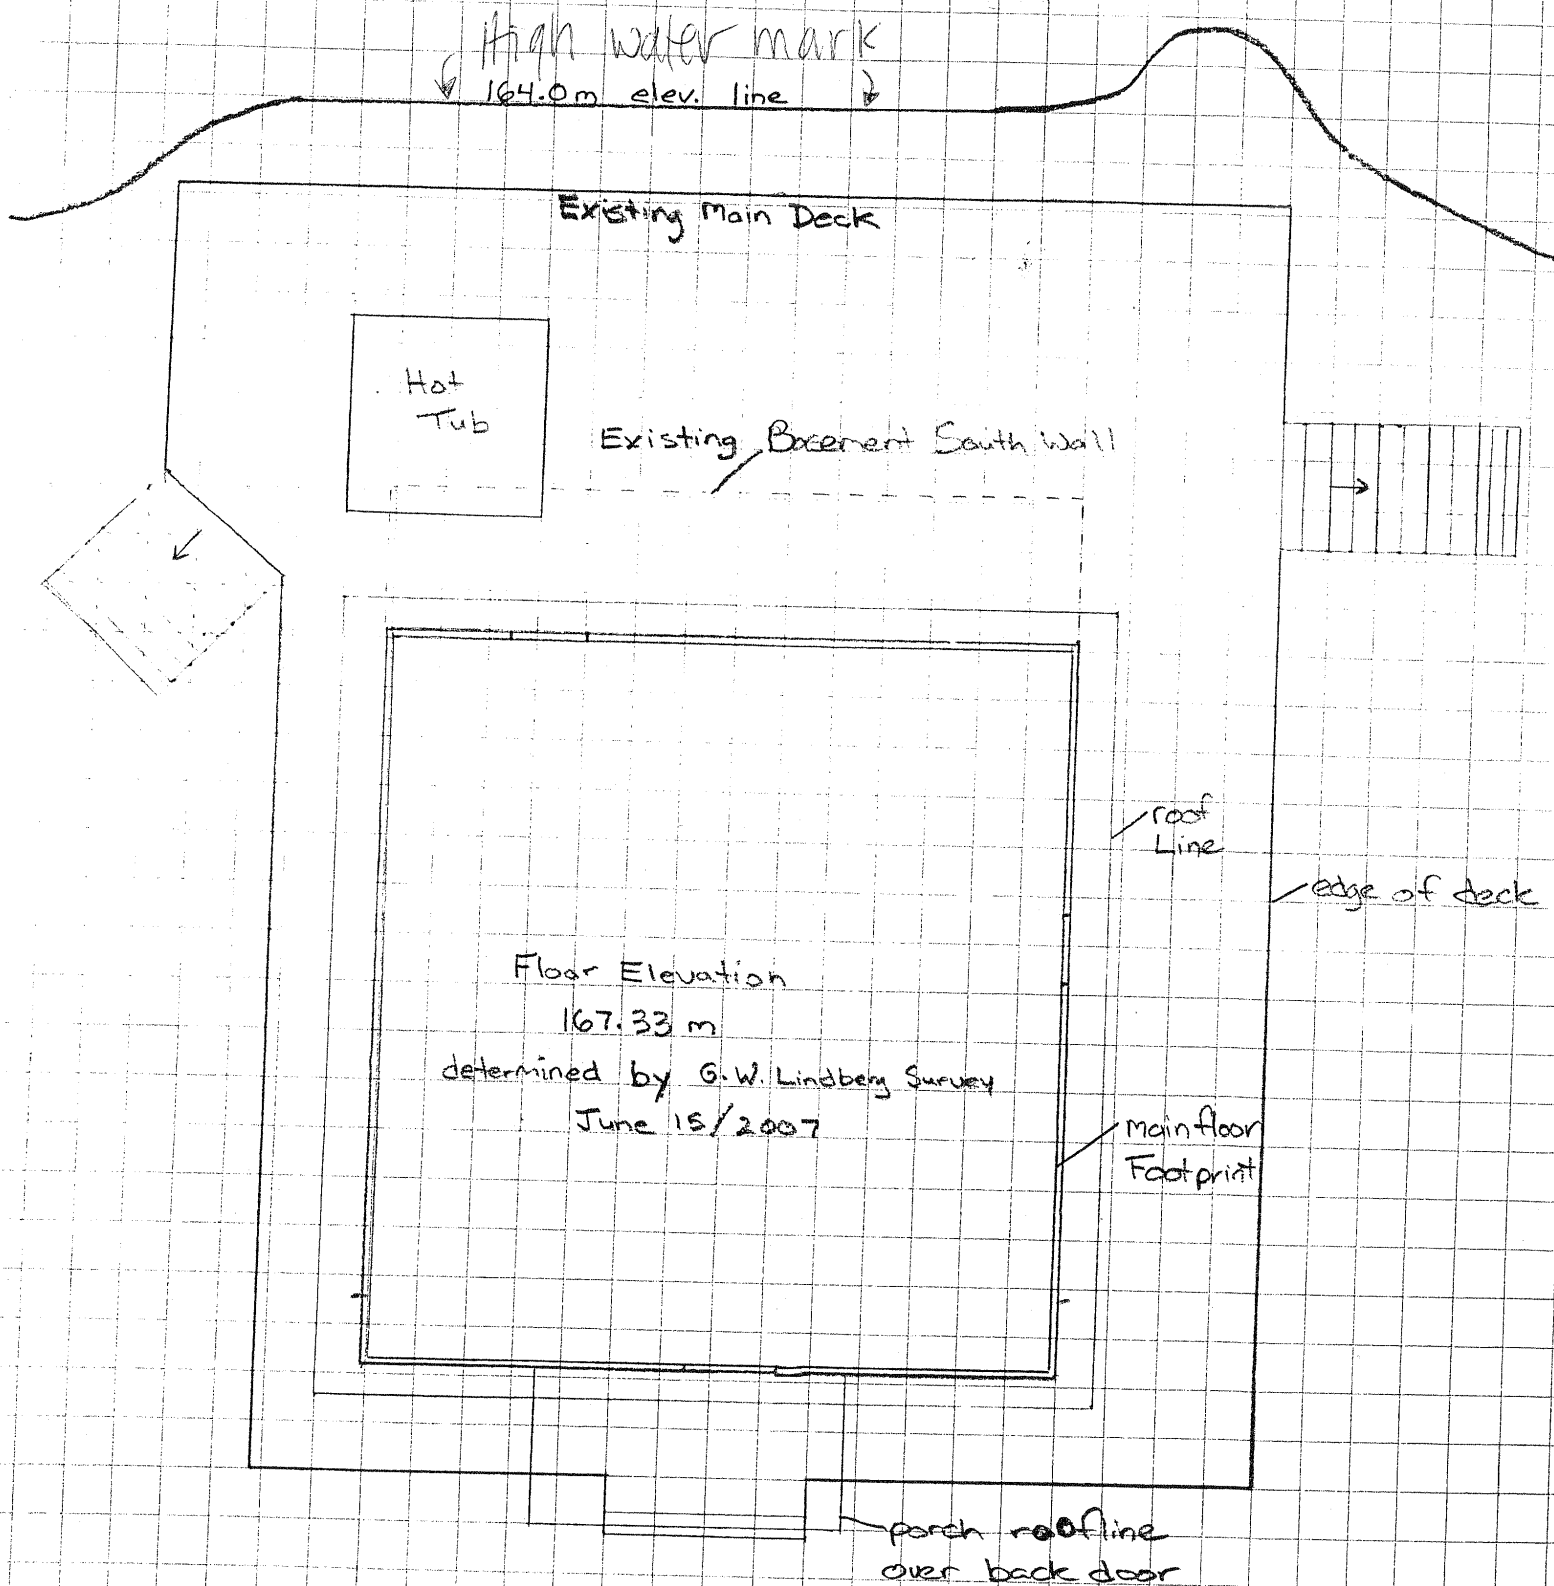 High water mark
164.0m elev. line
Existing Main Deck
Hot
Tub
Existing Basement South Wall
roof
Line
edge of deck
Floor Elevation
167.33 m
determined by G.W. Lindberg Survey
June 15/2007
main floor
Footprint
porch roofline
over back door